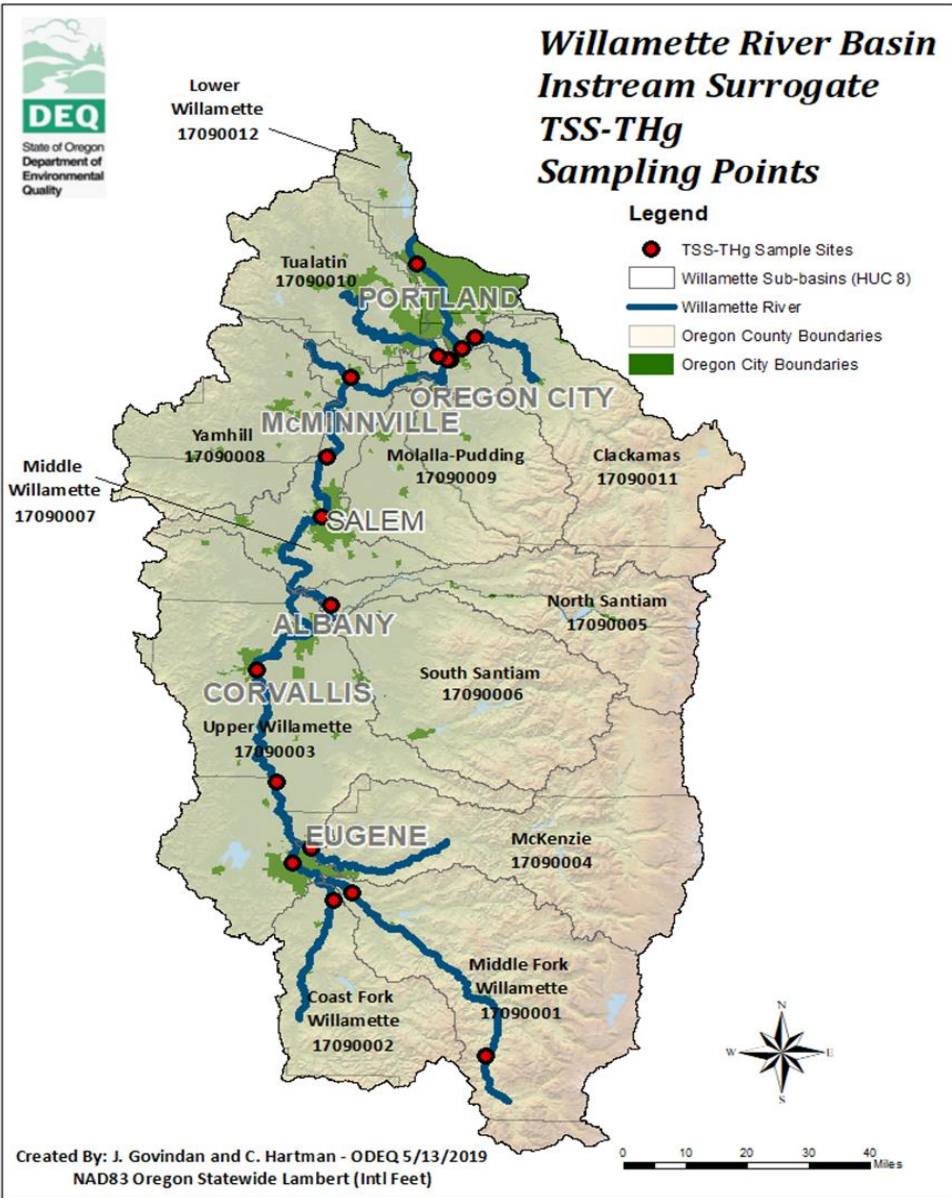 Willamette River Basin
Instream Surrogate
TSS-THg
Sampling Points
DEQ
State of Oregon
Department of
Environmental
Quality
Lower
Willamette
17090012
Legend
TSS-THg Sample Sites
Willamette Sub-basins (HUC 8)
Willamette River
Oregon County Boundaries
Oregon City Boundaries
Tualatin
17090010
PORTLAND
OREGON CITY
McMINNVILLE
Yamhill
17090008
Molalla-Pudding
17090009
Clackamas
17090011
Middle
Willamette
17090007
SALEM
North Santiam
17090005
ALBANY
South Santiam
17090006
CORVALLIS
Upper Willamette
17090003
EUGENE
McKenzie
17090004
Middle Fork
Willamette
17090001
Coast Fork
Willamette
17090002
N
W E
S
Created By: J. Govindan and C. Hartman - ODEQ 5/13/2019
NAD83 Oregon Statewide Lambert (Intl Feet)
0 10 20 30 40
Miles